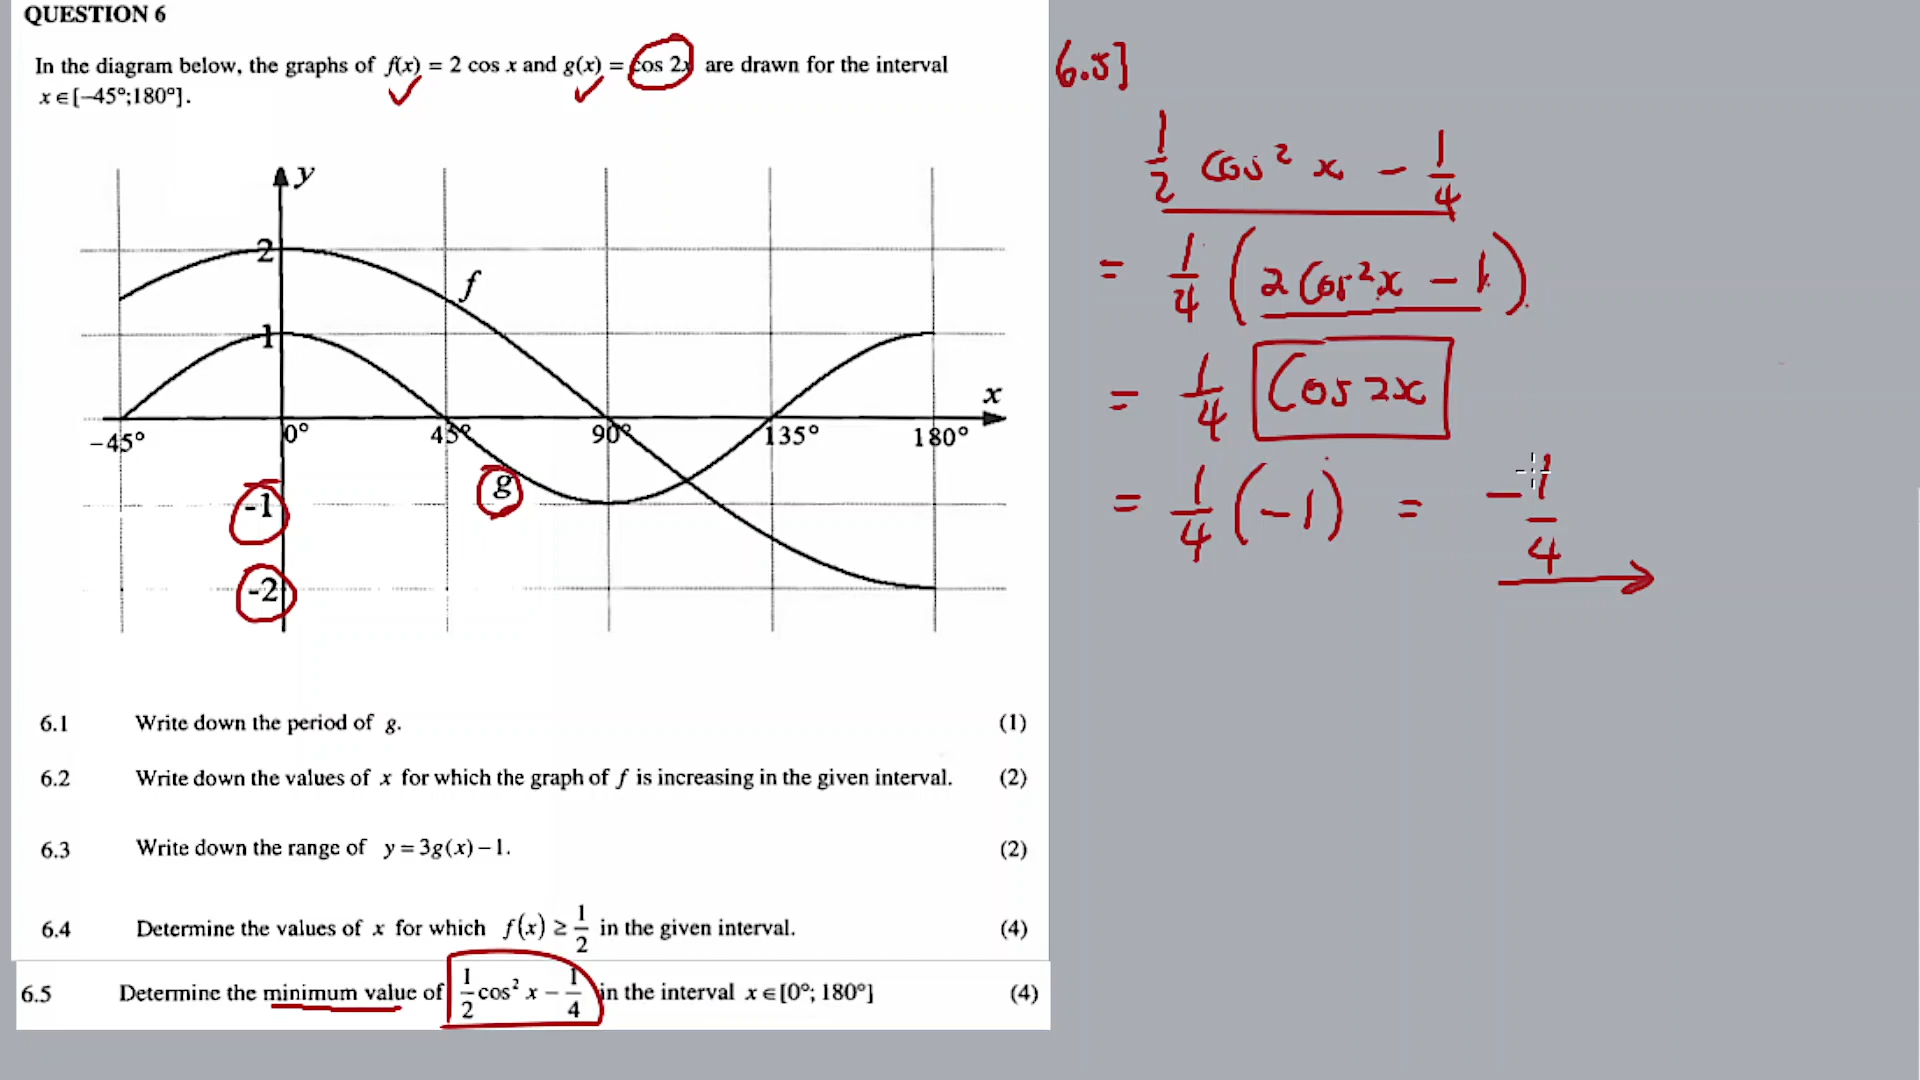 QUESTION 6
In the diagram below, the graphs of f(x) = 2 cos x and g(x) = cos 2x are drawn for the interval
x ∈ [–45°;180°].
y
2
f
1
x
–45°
0°
45°
90°
135°
180°
g
-1
-2
6.1 Write down the period of g. (1)
6.2 Write down the values of x for which the graph of f is increasing in the given interval. (2)
6.3 Write down the range of y = 3g(x) – 1. (2)
6.4 Determine the values of x for which f(x) ≥ 1/2 in the given interval. (4)
6.5 Determine the minimum value of 1/2 cos² x – 1/4 in the interval x ∈ [0°; 180°] (4)
6.5]
1/2 cos² x – 1/4
= 1/4 (2 cos² x – 1)
= 1/4 Cos 2x
= 1/4 (–1) = –1/4